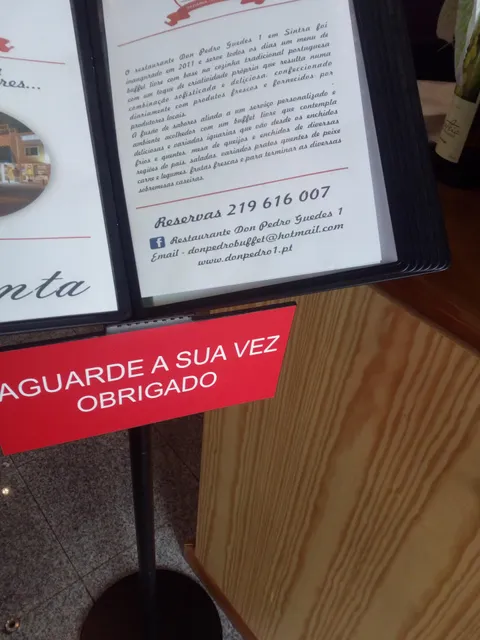 es...
nta
O restaurante Don Pedro Guedes 1 em Sintra foi
inaugurado em 2011 e serve todos os dias um menu de
buffet livre com base na cozinha tradicional portuguesa
com um toque de criatividade próprio que resulta numa
combinação sofisticada e deliciosa, confeccionado
diariamente com produtos frescos e fornecidos por
produtores locais.
A fusão de sabores aliado a um serviço personalizado e
ambiente acolhedor com um buffet livre que contempla
deliciosas e variadas iguarias que vão desde os enchidos
frios e quentes, mesa de queijos e enchidos de diversas
regiões do país, saladas, variados pratos quentes de peixe
carne e legumes, frutas frescas e para terminar as diversas
sobremesas caseiras.
Reservas 219 616 007
Restaurante Don Pedro Guedes 1
Email - donpedrobuffet@hotmail.com
www.donpedro1.pt
AGUARDE A SUA VEZ
OBRIGADO